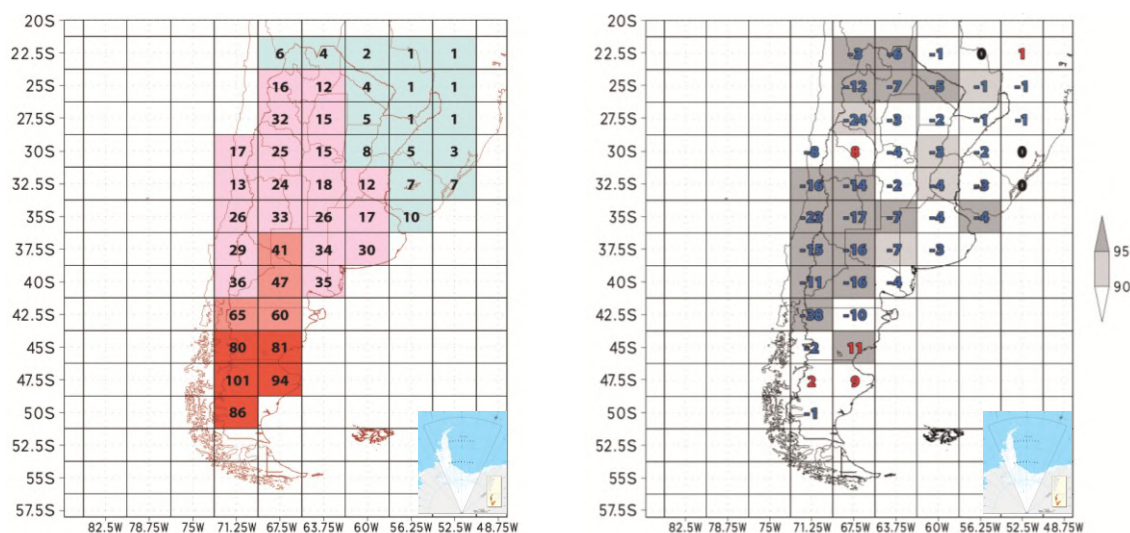 20S
22.5S 6 4 2 1 1
25S 16 12 4 1 1
27.5S 32 15 5 1 1
30S 17 25 15 8 5 3
32.5S 13 24 18 12 7 7
35S 26 33 26 17 10
37.5S 29 41 34 30
40S 36 47 35
42.5S 65 60
45S 80 81
47.5S 101 94
50S 86
52.5S
55S
57.5S
82.5W 78.75W 75W 71.25W 67.5W 63.75W 60W 56.25W 52.5W 48.75W
20S
22.5S -3 -6 -1 0 1
25S -12 -7 -5 -1 -1
27.5S -24 -3 -2 -1 -1
30S -8 8 -4 -3 -2 0
32.5S -16 -14 -2 -4 -3 0
35S -23 -17 -7 -4 -4
37.5S -15 -16 -7 -3
40S -11 -16 -4
42.5S -38 -10
45S -2 11
47.5S 2 9
50S -1
52.5S
55S
57.5S
82.5W 78.75W 75W 71.25W 67.5W 63.75W 60W 56.25W 52.5W 48.75W
95
90